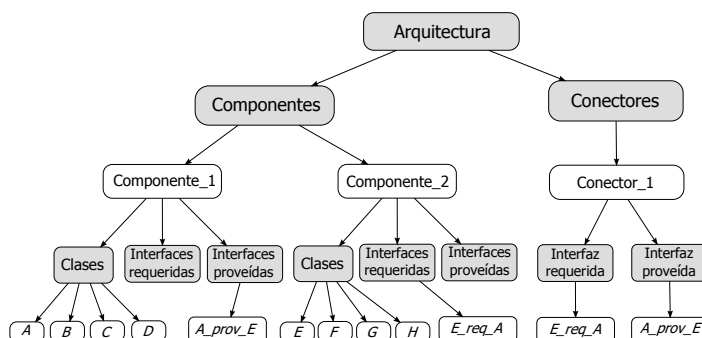 Arquitectura
Componentes
Conectores
Componente_1
Componente_2
Conector_1
Clases
Interfaces
requeridas
Interfaces
proveídas
Clases
Interfaces
requeridas
Interfaces
proveídas
Interfaz
requerida
Interfaz
proveída
A
B
C
D
A_prov_E
E
F
G
H
E_req_A
E_req_A
A_prov_E